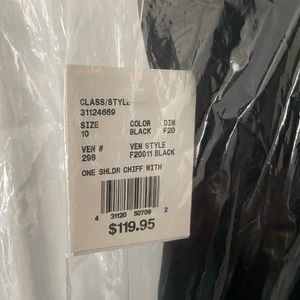 CLASS/STYLE
31124669
SIZE COLOR DIM
10 BLACK F20
VEN # VEN STYLE
298 F20011 BLACK
ONE SHLDR CHIFF WITH
4 31120 50709 2
$119.95